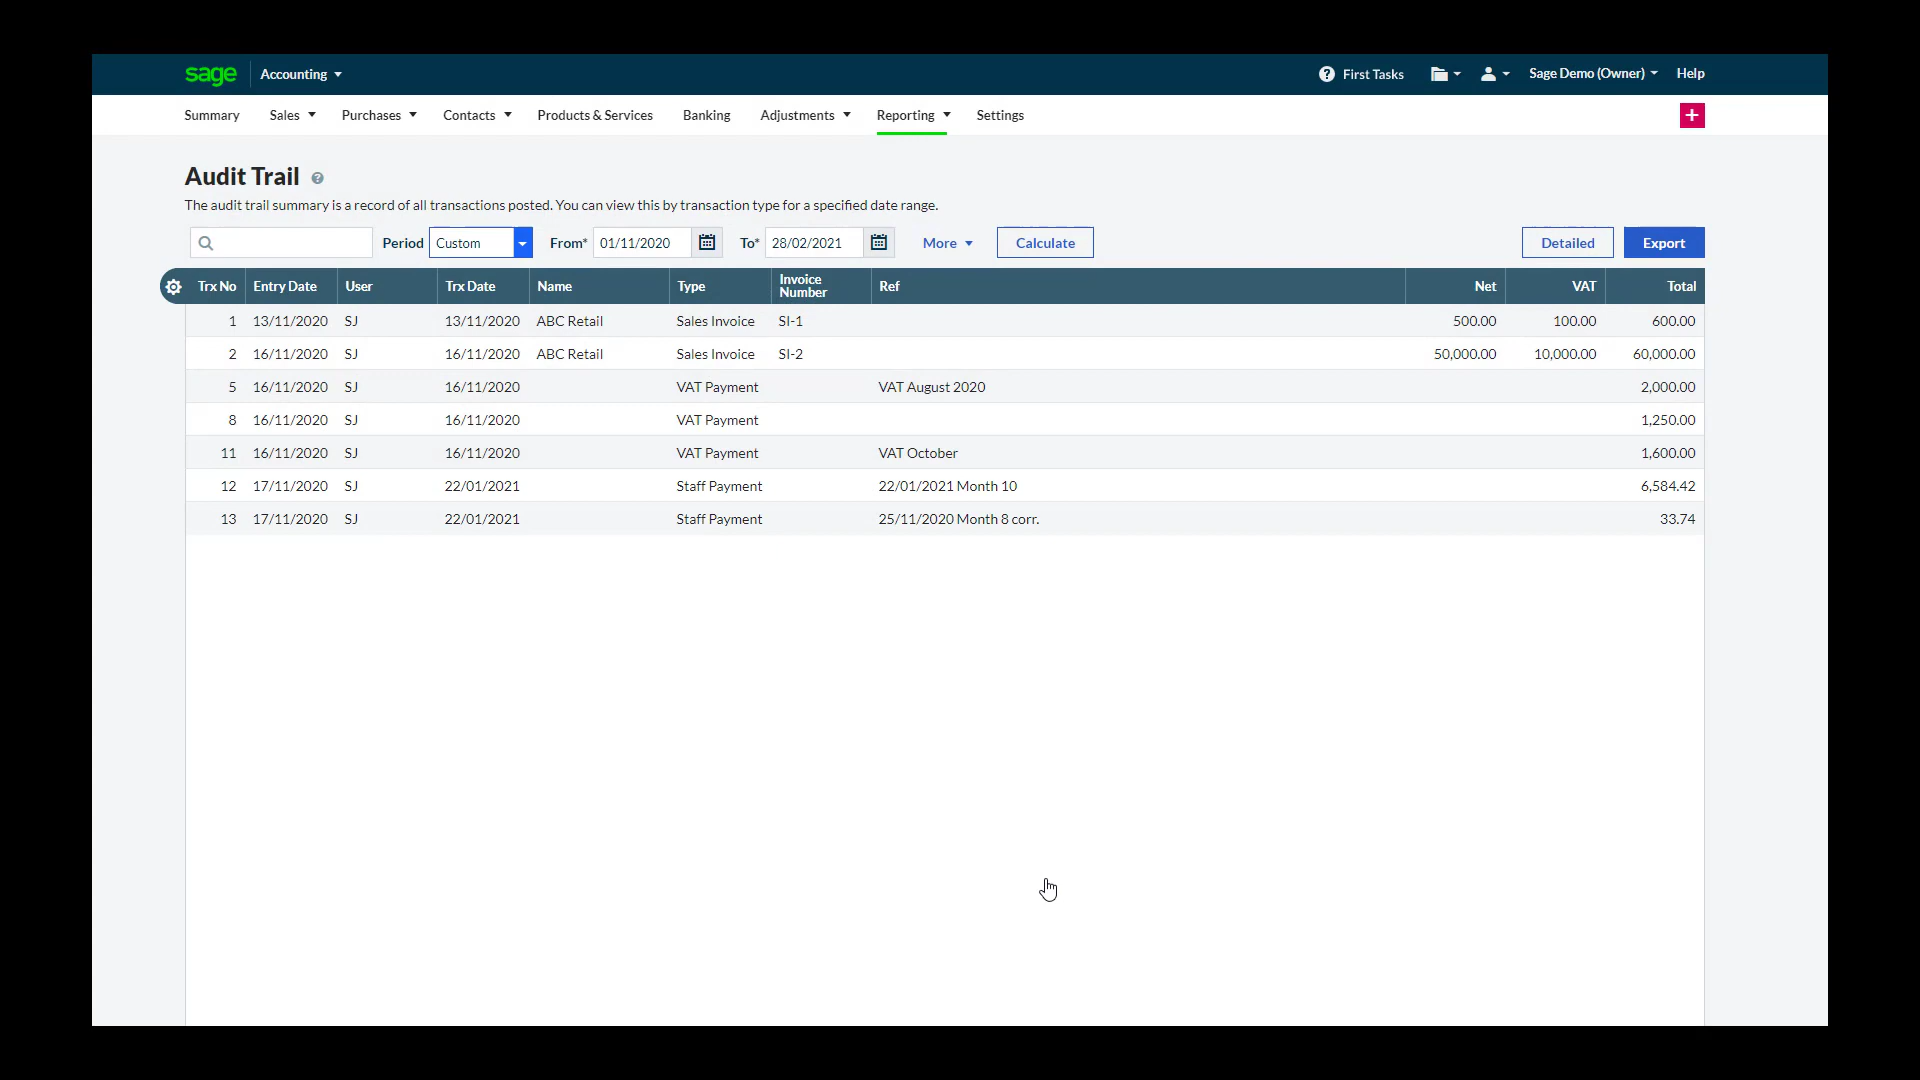 sage Accounting First Tasks Sage Demo (Owner) Help
Summary Sales Purchases Contacts Products & Services Banking Adjustments Reporting Settings +
Audit Trail ?
The audit trail summary is a record of all transactions posted. You can view this by transaction type for a specified date range.
Period Custom From* 01/11/2020 To* 28/02/2021 More Calculate Detailed Export
Trx No Entry Date User Trx Date Name Type Invoice Number Ref Net VAT Total
1 13/11/2020 SJ 13/11/2020 ABC Retail Sales Invoice SI-1 500.00 100.00 600.00
2 16/11/2020 SJ 16/11/2020 ABC Retail Sales Invoice SI-2 50,000.00 10,000.00 60,000.00
5 16/11/2020 SJ 16/11/2020 VAT Payment VAT August 2020 2,000.00
8 16/11/2020 SJ 16/11/2020 VAT Payment 1,250.00
11 16/11/2020 SJ 16/11/2020 VAT Payment VAT October 1,600.00
12 17/11/2020 SJ 22/01/2021 Staff Payment 22/01/2021 Month 10 6,584.42
13 17/11/2020 SJ 22/01/2021 Staff Payment 25/11/2020 Month 8 corr. 33.74